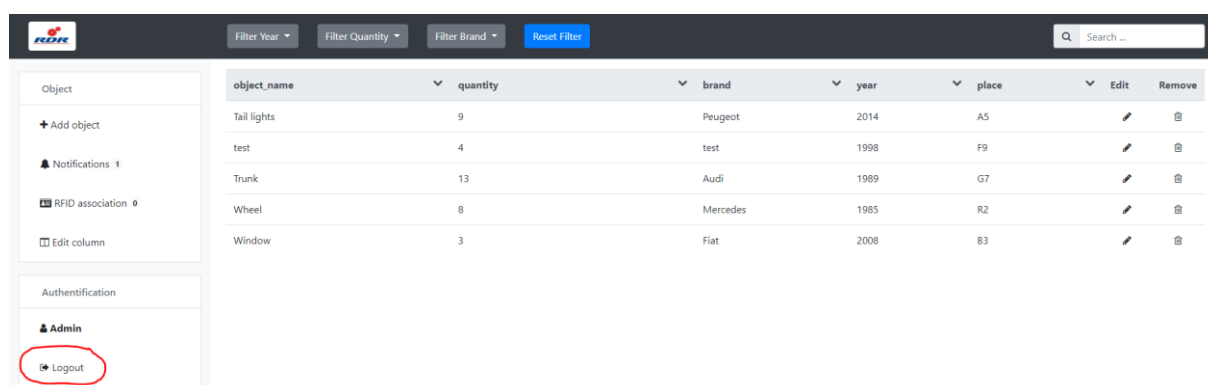 RDR
Filter Year Filter Quantity Filter Brand Reset Filter Search ...
Object
Add object
Notifications 1
RFID association 0
Edit column
Authentification
Admin
Logout
object_name quantity brand year place Edit Remove
Tail lights 9 Peugeot 2014 A5
test 4 test 1998 F9
Trunk 13 Audi 1989 G7
Wheel 8 Mercedes 1985 R2
Window 3 Fiat 2008 B3